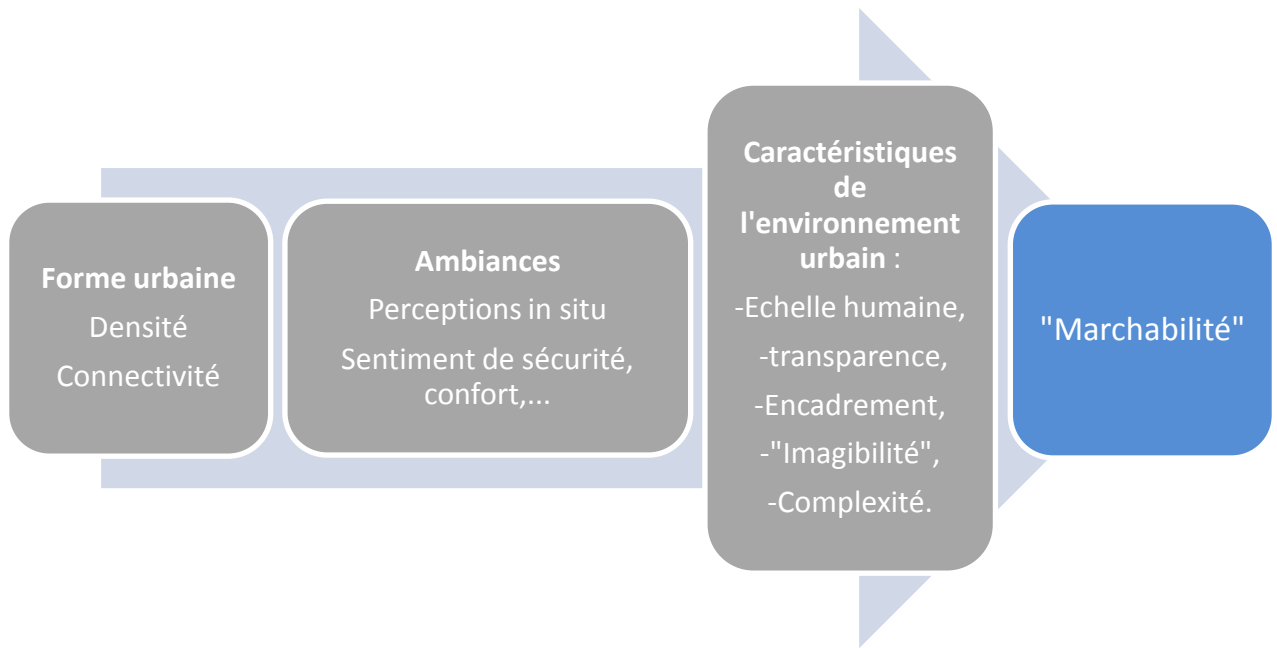 Forme urbaine
Densité
Connectivité
Ambiances
Perceptions in situ
Sentiment de sécurité,
confort,...
Caractéristiques
de
l'environnement
urbain :
-Echelle humaine,
-transparence,
-Encadrement,
-"Imagibilité",
-Complexité.
"Marchabilité"